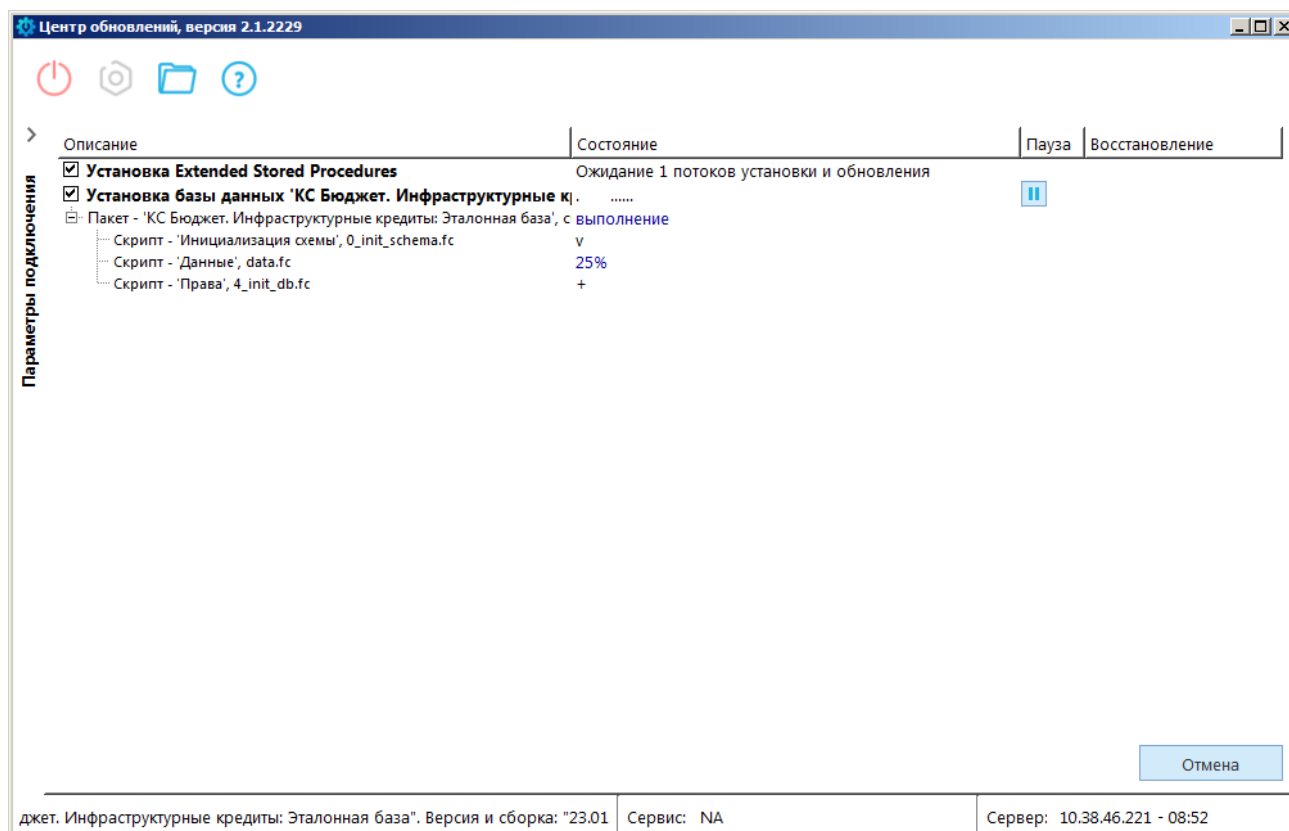 Центр обновлений, версия 2.1.2229
Описание Состояние Пауза Восстановление
Установка Extended Stored Procedures Ожидание 1 потоков установки и обновления
Установка базы данных 'КС Бюджет. Инфраструктурные . ......
Пакет - 'КС Бюджет. Инфраструктурные кредиты: Эталонная база', с выполнение
Скрипт - 'Инициализация схемы', 0_init_schema.fc v
Скрипт - 'Данные', data.fc 25%
Скрипт - 'Права', 4_init_db.fc +
Параметры подключения
Отмена
джет. Инфраструктурные кредиты: Эталонная база". Версия и сборка: "23.01 Сервис: NA Сервер: 10.38.46.221 - 08:52